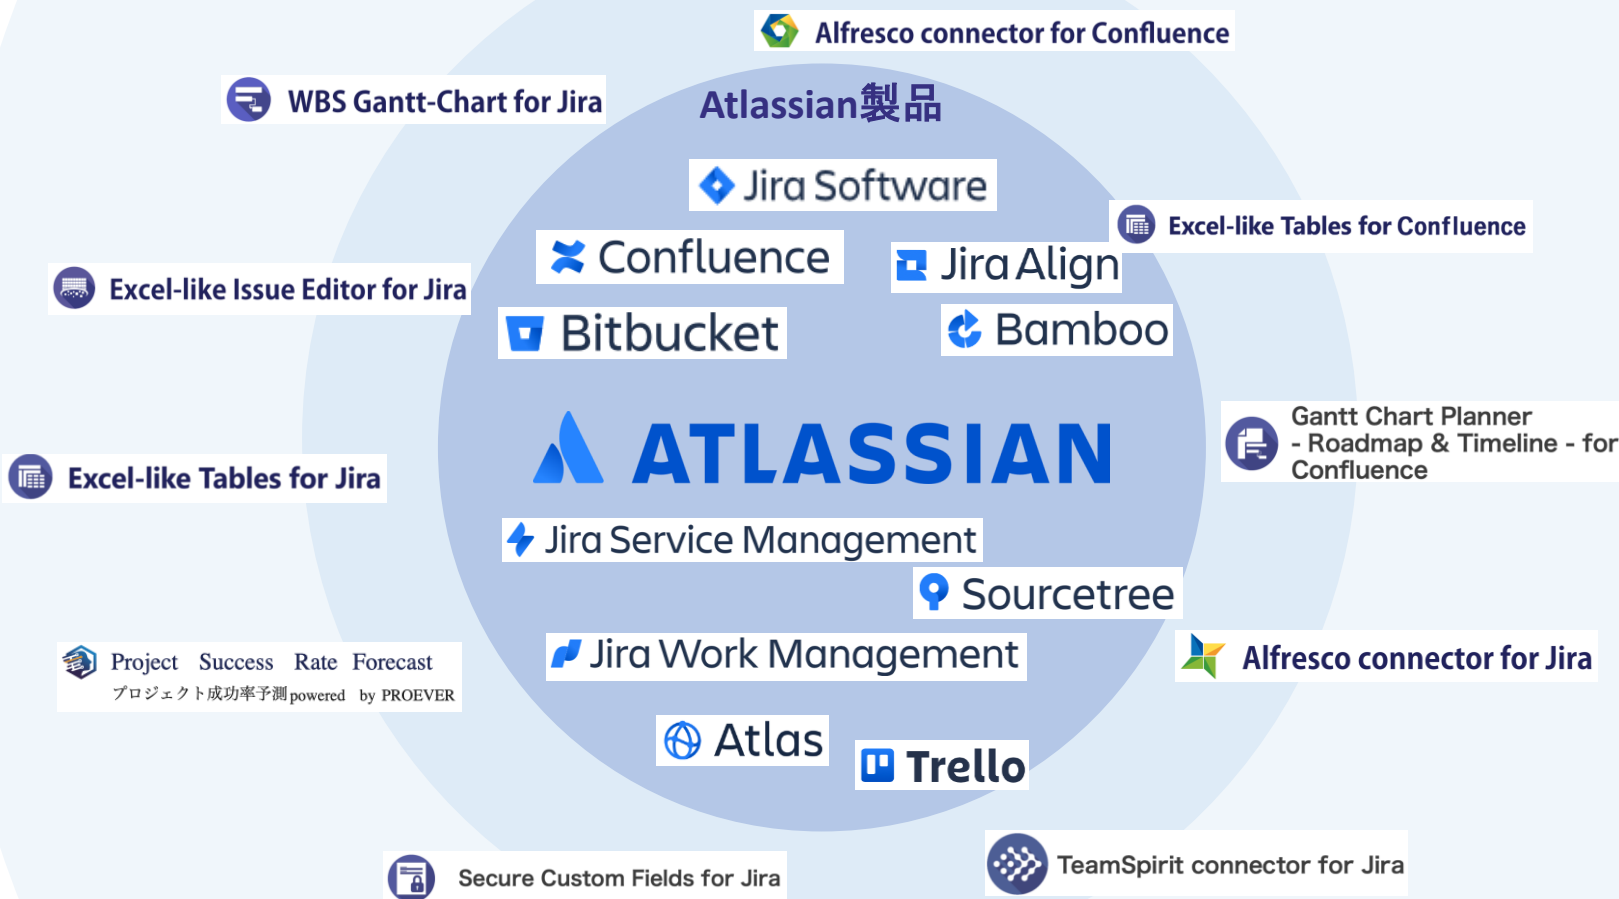 Alfresco connector for Confluence
WBS Gantt-Chart for Jira
Atlassian製品
Jira Software
Excel-like Tables for Confluence
Confluence
Jira Align
Excel-like Issue Editor for Jira
Bitbucket
Bamboo
Gantt Chart Planner
- Roadmap & Timeline - for
Confluence
ATLASSIAN
Excel-like Tables for Jira
Jira Service Management
Sourcetree
Jira Work Management
Alfresco connector for Jira
Project Success Rate Forecast
プロジェクト成功率予測 powered by PROEVER
Atlas
Trello
TeamSpirit connector for Jira
Secure Custom Fields for Jira